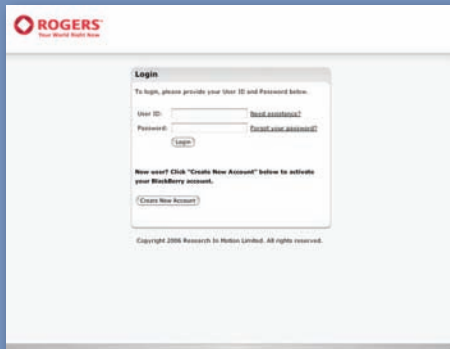 ROGERS
Your World Right Now
Login
To login, please provide your User ID and Password below.
User ID:
Need assistance?
Password:
Forgot your password?
Login
New user? Click "Create New Account" below to activate
your BlackBerry account.
Create New Account
Copyright 2006 Research In Motion Limited. All rights reserved.